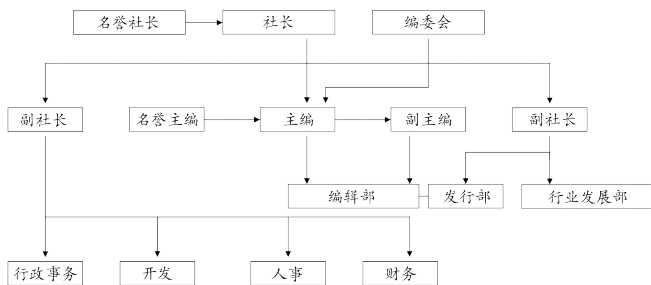 名誉社长
社长
编委会
副社长
名誉主编
主编
副主编
副社长
编辑部
发行部
行业发展部
行政事务
开发
人事
财务